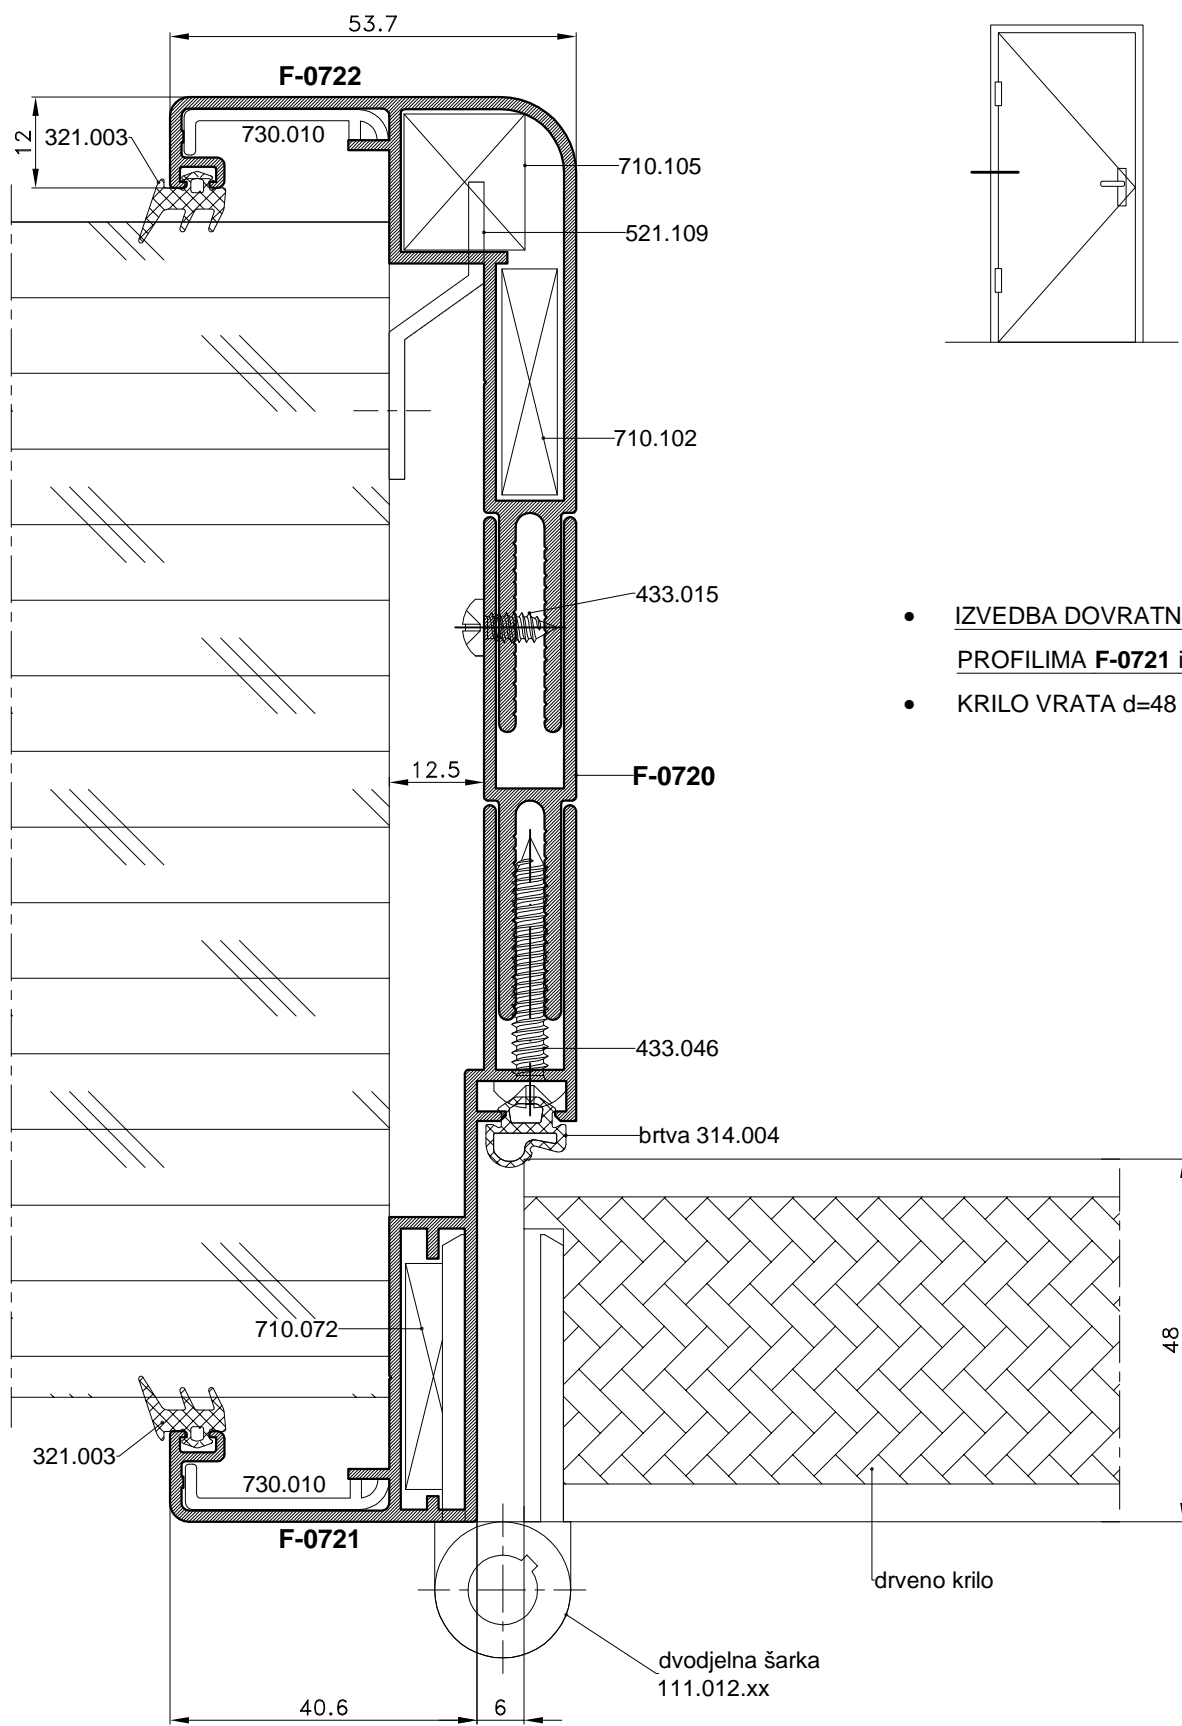 53.7
F-0722
12
321.003
730.010
710.105
521.109
710.102
433.015
• IZVEDBA DOVRATN
PROFILIMA F-0721 i
• KRILO VRATA d=48
12.5
F-0720
433.046
brtva 314.004
710.072
48
321.003
730.010
F-0721
drveno krilo
dvodjelna šarka
111.012.xx
40.6
6